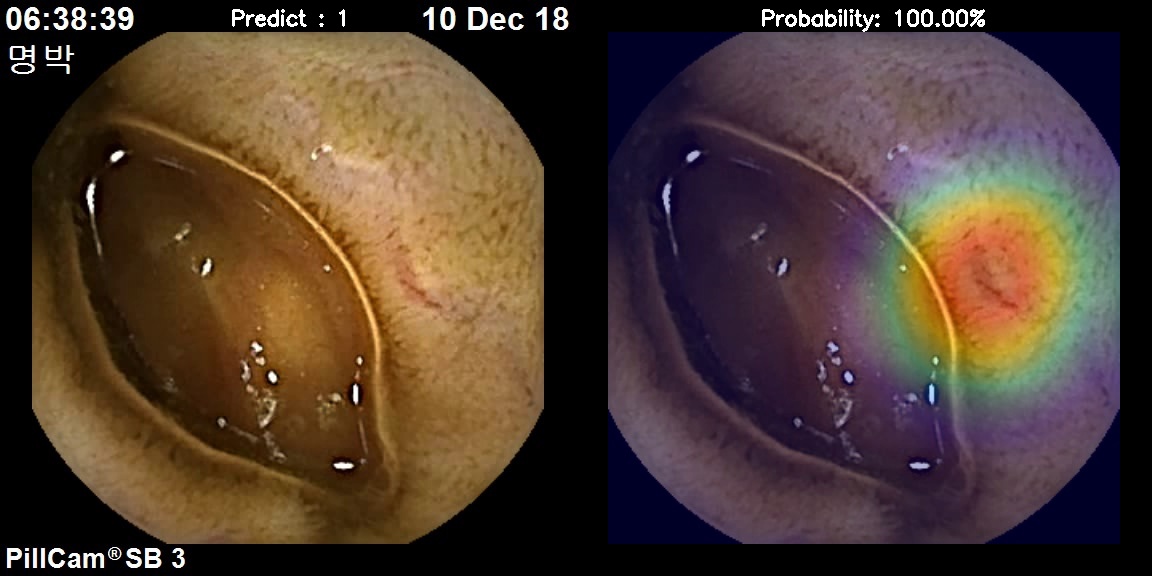 06:38:39 Predict : 1 10 Dec 18 Probability: 100.00%
명박
PillCam® SB 3